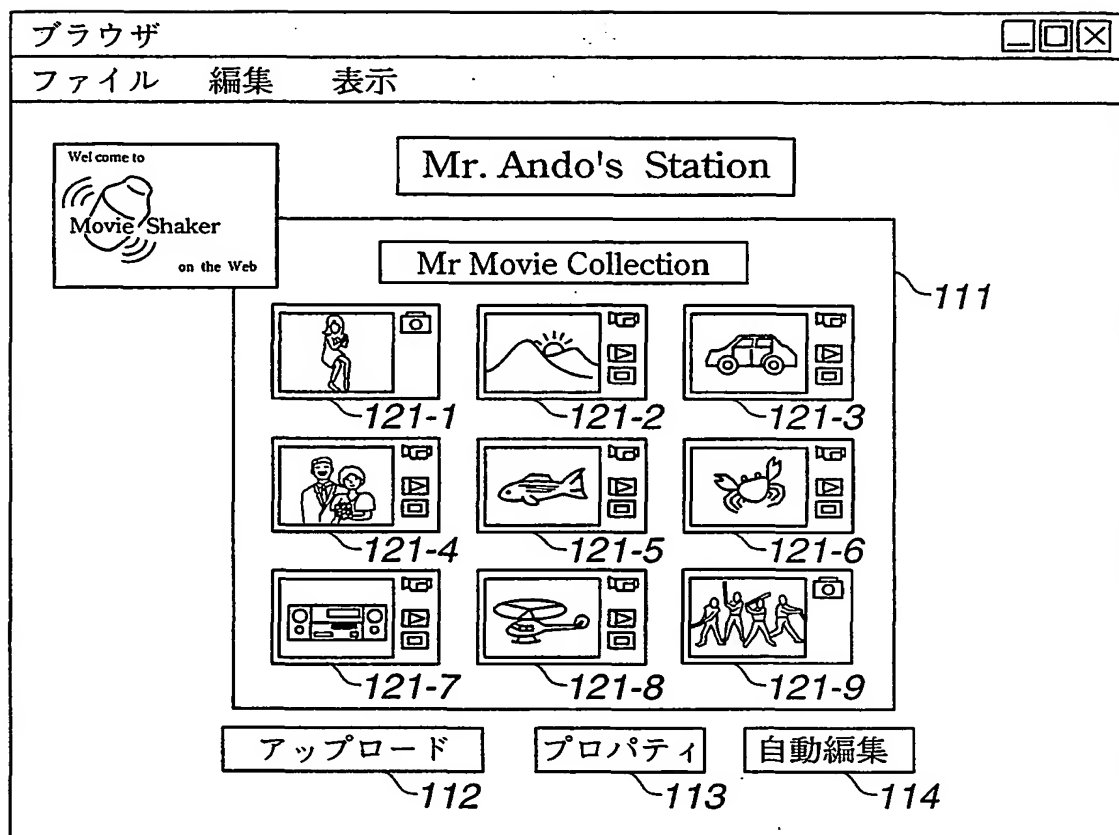 ブラウザ
ファイル 編集 表示
Wel come to
Movie Shaker
on the Web
Mr. Ando's Station
Mr Movie Collection
111
121-1 121-2 121-3
121-4 121-5 121-6
121-7 121-8 121-9
アップロード プロパティ 自動編集
112 113 114